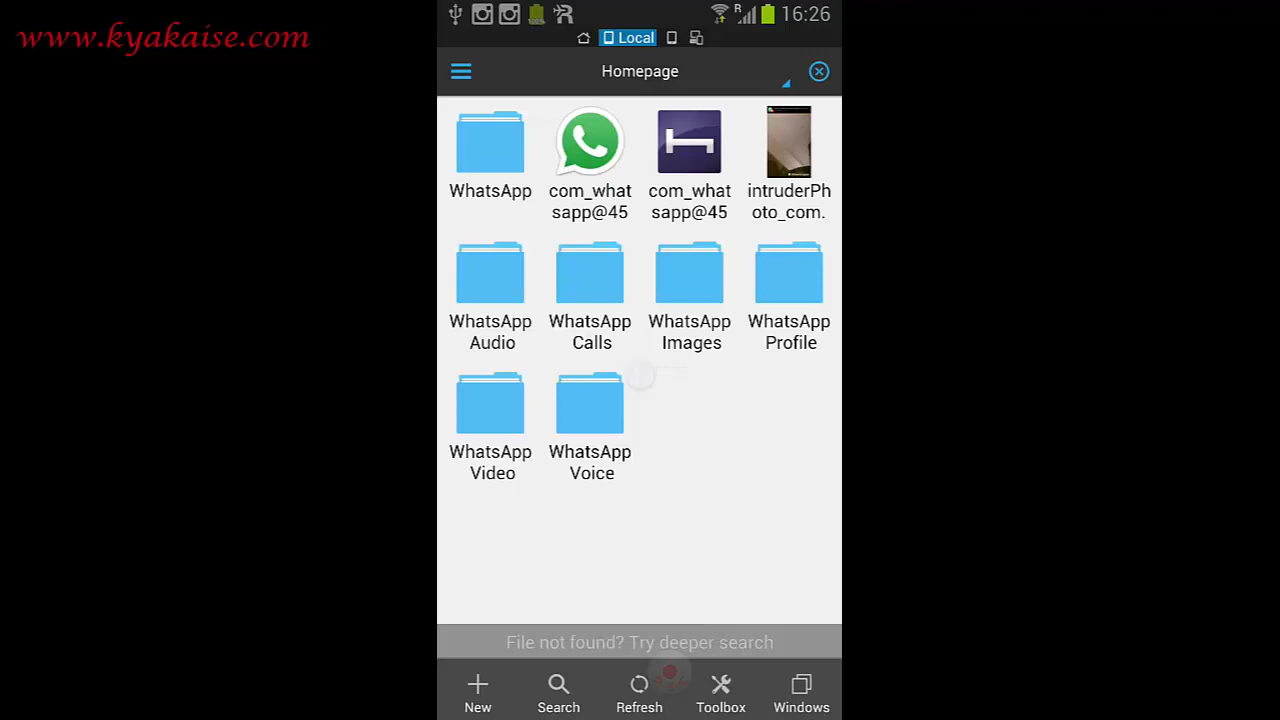 www.kyakaise.com
R 16:26
Local
Homepage
WhatsApp
com_what
sapp@45
com_what
sapp@45
intruderPh
oto_com.
WhatsApp
Audio
WhatsApp
Calls
WhatsApp
Images
WhatsApp
Profile
WhatsApp
Video
WhatsApp
Voice
File not found? Try deeper search
New
Search
Refresh
Toolbox
Windows